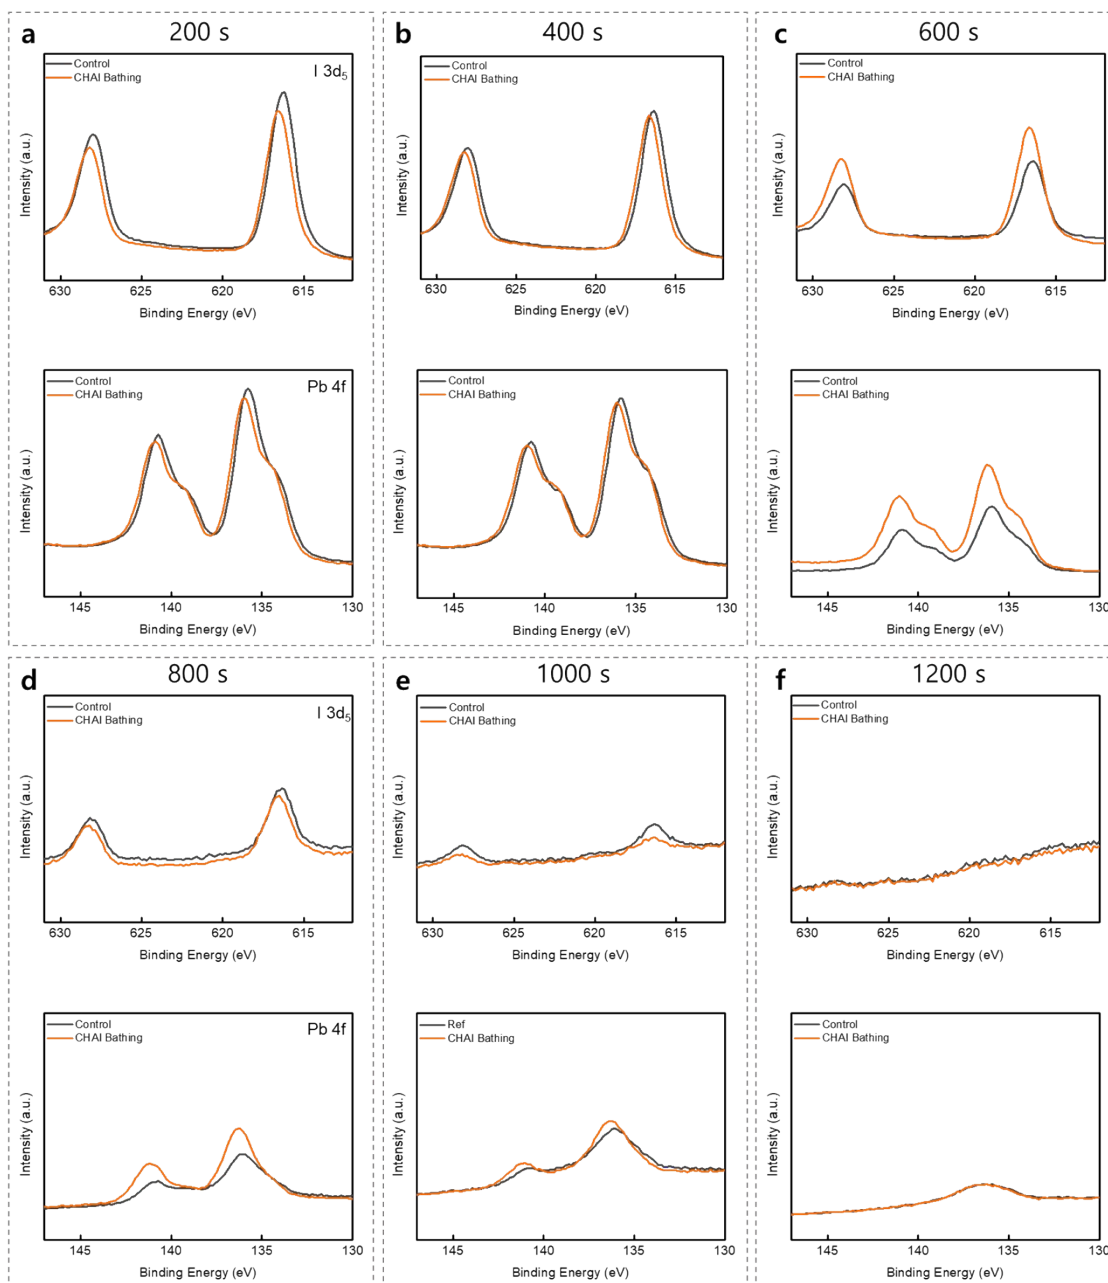 a
200 s
Control
CHAI Bathing
I 3d5
Intensity (a.u.)
630
625
620
615
Binding Energy (eV)
Control
CHAI Bathing
Pb 4f
Intensity (a.u.)
145
140
135
130
Binding Energy (eV)
b
400 s
Control
CHAI Bathing
Intensity (a.u.)
630
625
620
615
Binding Energy (eV)
Control
CHAI Bathing
Intensity (a.u.)
145
140
135
130
Binding Energy (eV)
c
600 s
Control
CHAI Bathing
Intensity (a.u.)
630
625
620
615
Binding Energy (eV)
Control
CHAI Bathing
Intensity (a.u.)
145
140
135
130
Binding Energy (eV)
d
800 s
Control
CHAI Bathing
I 3d5
Intensity (a.u.)
630
625
620
615
Binding Energy (eV)
Control
CHAI Bathing
Pb 4f
Intensity (a.u.)
145
140
135
130
Binding Energy (eV)
e
1000 s
Control
CHAI Bathing
Intensity (a.u.)
630
625
620
615
Binding Energy (eV)
Ref
CHAI Bathing
Intensity (a.u.)
145
140
135
130
Binding Energy (eV)
f
1200 s
Control
CHAI Bathing
Intensity (a.u.)
630
625
620
615
Binding Energy (eV)
Control
CHAI Bathing
Intensity (a.u.)
145
140
135
130
Binding Energy (eV)